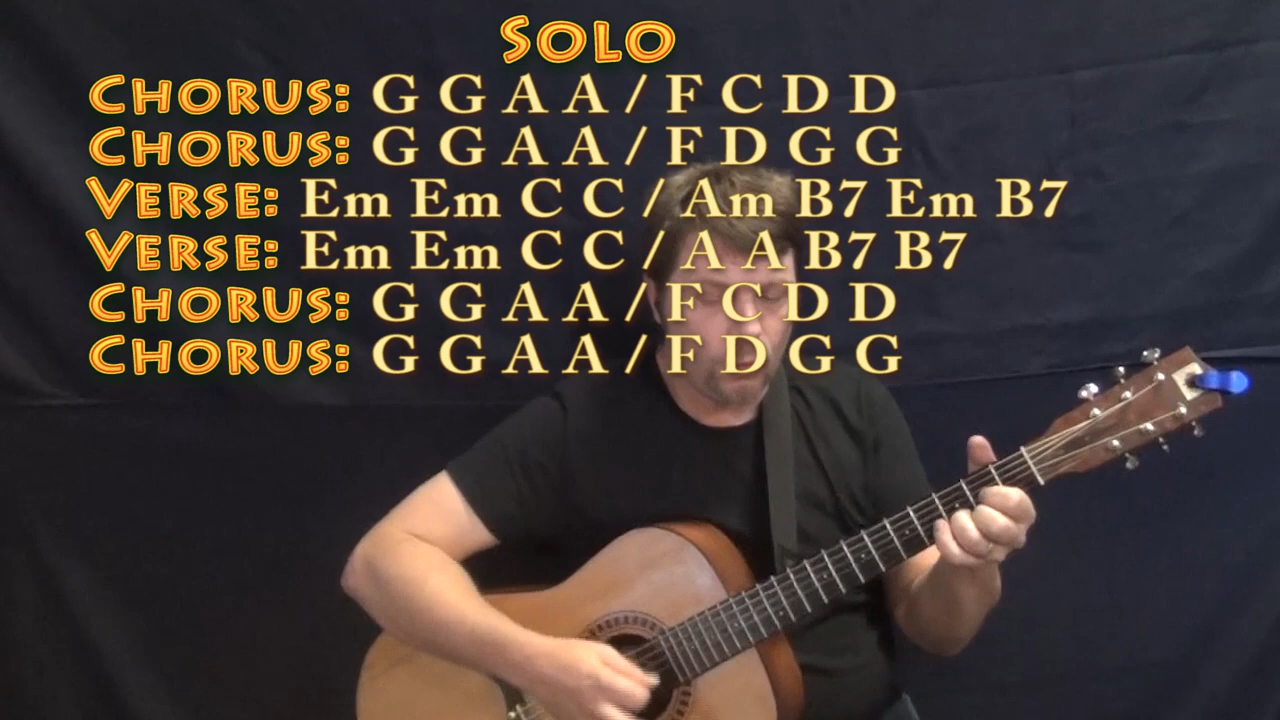 Solo
Chorus: G G A A / F C D D
Chorus: G G A A / F D G G
Verse: Em Em C C / Am B7 Em B7
Verse: Em Em C C / A A B7 B7
Chorus: G G A A / F C D D
Chorus: G G A A / F D G G